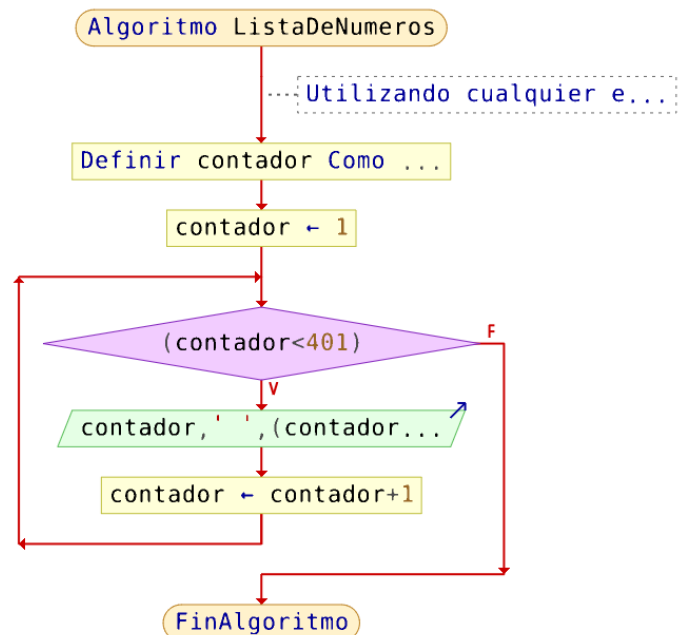 Algoritmo ListaDeNumeros
Utilizando cualquier e...
Definir contador Como ...
contador ← 1
(contador<401)
F
V
contador,' ',(contador...
contador ← contador+1
FinAlgoritmo